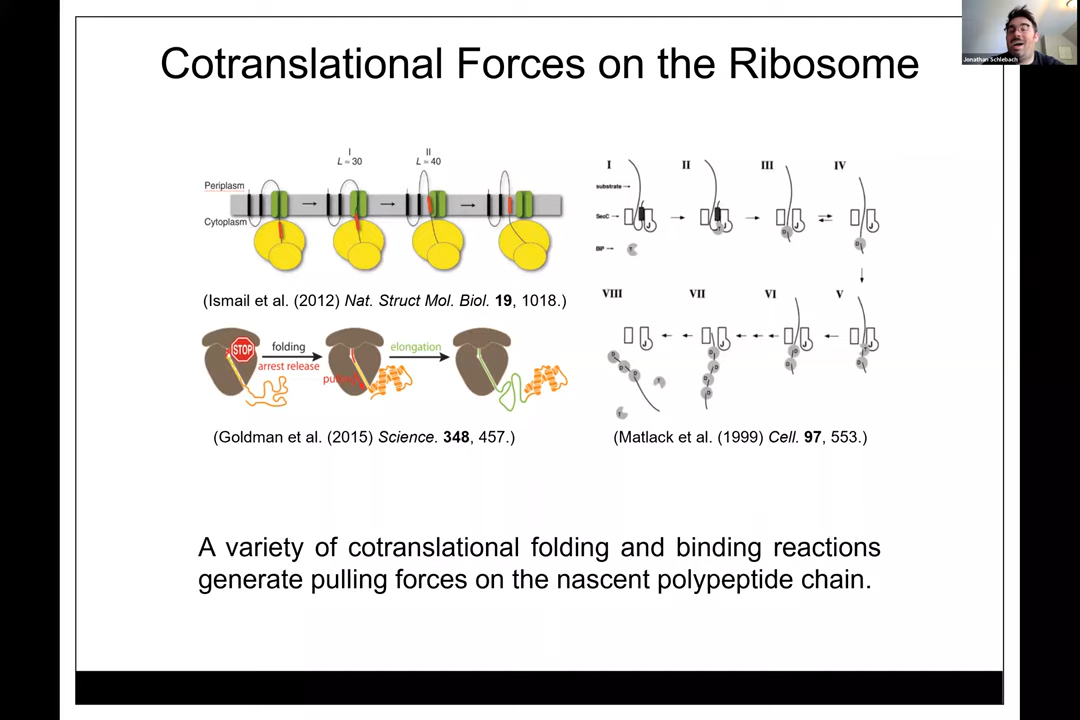 Cotranslational Forces on the Ribosome
Jonathan Schlebach
I
L = 30
II
L = 40
Periplasm
Cytoplasm
(Ismail et al. (2012) Nat. Struct Mol. Biol. 19, 1018.)
STOP
folding
arrest release
elongation
(Goldman et al. (2015) Science. 348, 457.)
I
II
III
IV
substrate
SecC
BiP
T
J
J
J
J
D
D
VIII
VII
VI
V
J
J
J
J
D
D
D
D
D
D
D
T
T
(Matlack et al. (1999) Cell. 97, 553.)
A variety of cotranslational folding and binding reactions
generate pulling forces on the nascent polypeptide chain.